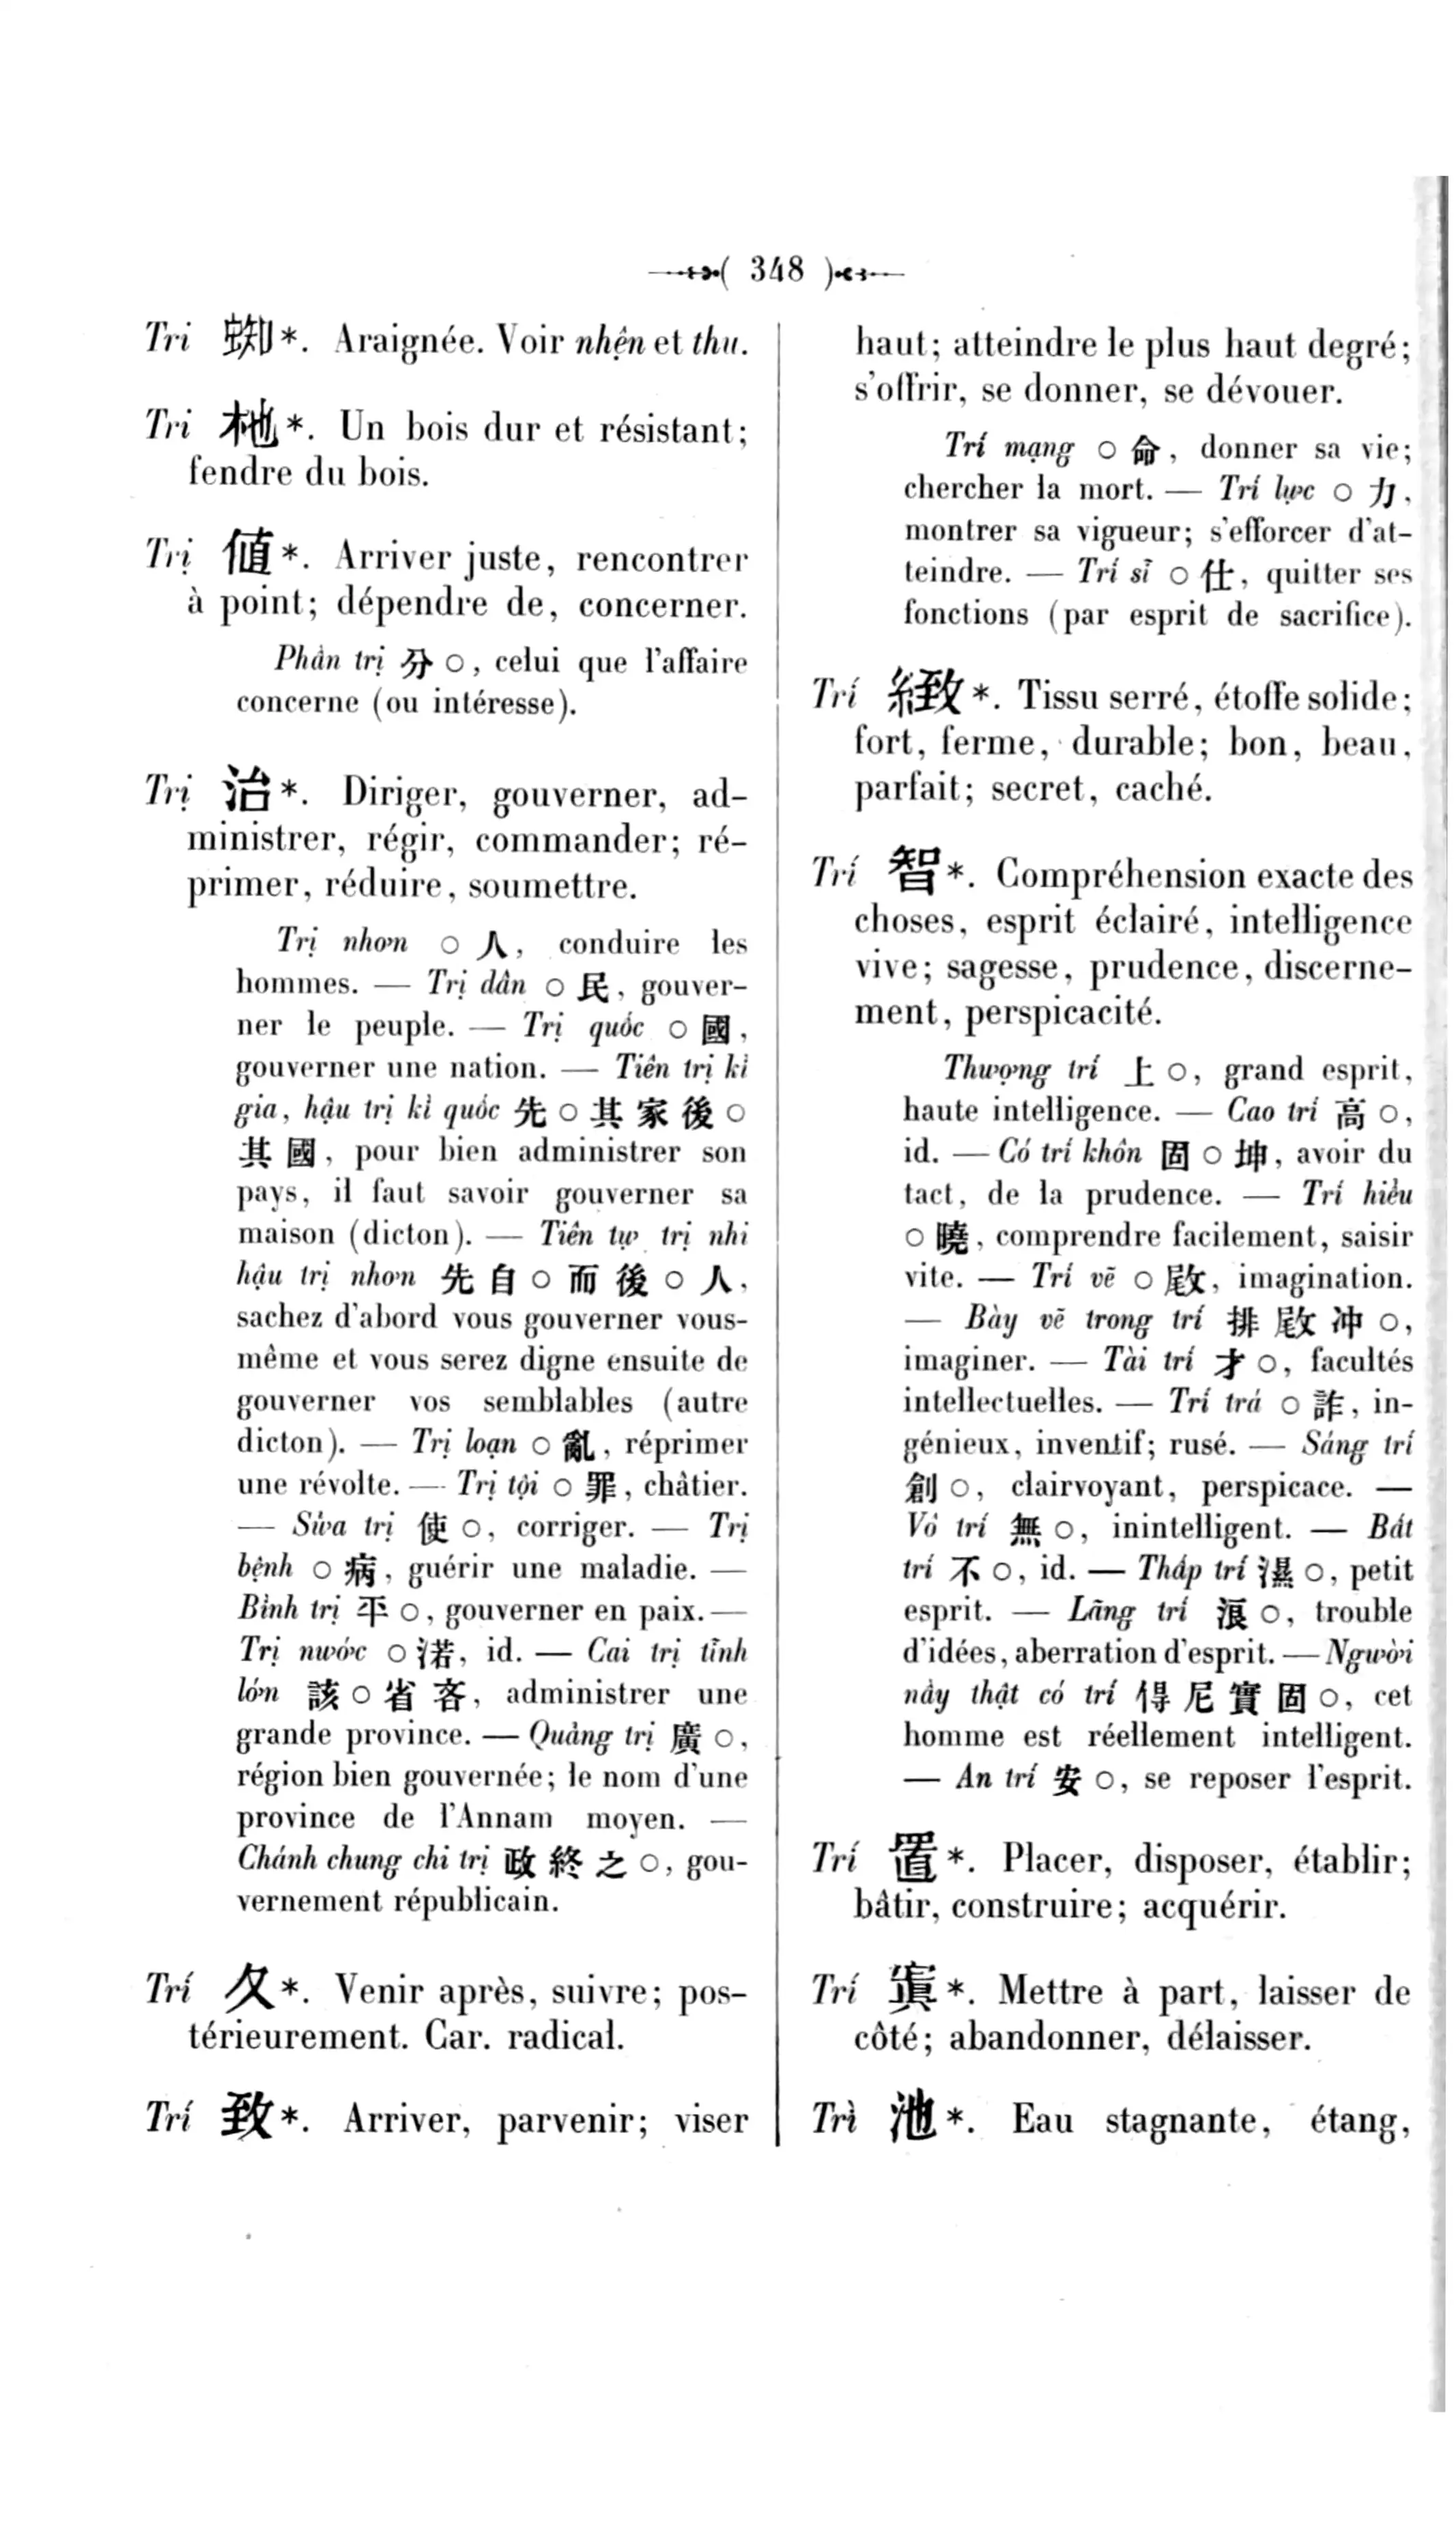 ( 348 )
Tri 蜘*. Araignée. Voir nhện et thu.
Tri 杝*. Un bois dur et résistant;
fendre du bois.
Trị 値*. Arriver juste, rencontrer
à point; dépendre de, concerner.
Phần trị 分 ○, celui que l'affaire
concerne (ou intéresse).
Trị 治*. Diriger, gouverner, ad-
ministrer, régir, commander; ré-
primer, réduire, soumettre.
Trị nhơn ○ 人, conduire les
hommes. — Trị dân ○ 民, gouver-
ner le peuple. — Trị quốc ○ 國,
gouverner une nation. — Tiên trị kì
gia, hậu trị kì quốc 先 ○ 其 家 後 ○
其 國, pour bien administrer son
pays, il faut savoir gouverner sa
maison (dicton). — Tiên tự trị nhi
hậu trị nhơn 先 自 ○ 而 後 ○ 人,
sachez d'abord vous gouverner vous-
même et vous serez digne ensuite de
gouverner vos semblables (autre
dicton). — Trị loạn ○ 亂, réprimer
une révolte. — Trị tội ○ 罪, châtier.
— Sửa trị 使 ○, corriger. — Trị
bệnh ○ 病, guérir une maladie. —
Bình trị 平 ○, gouverner en paix. —
Trị nước ○ 渃, id. — Cai trị tỉnh
lớn 該 ○ 省 吝, administrer une
grande province. — Quảng trị 廣 ○,
région bien gouvernée; le nom d'une
province de l'Annam moyen. —
Chánh chung chi trị 政 終 之 ○, gou-
vernement républicain.
Trí 夂*. Venir après, suivre; pos-
térieurement. Car. radical.
Trí 致*. Arriver, parvenir; viser
haut; atteindre le plus haut degré;
s'offrir, se donner, se dévouer.
Trí mạng ○ 命, donner sa vie;
chercher la mort. — Trí lực ○ 力,
montrer sa vigueur; s'efforcer d'at-
teindre. — Trí sĩ ○ 仕, quitter ses
fonctions (par esprit de sacrifice).
Trí 緻*. Tissu serré, étoffe solide;
fort, ferme, durable; bon, beau,
parfait; secret, caché.
Trí 智*. Compréhension exacte des
choses, esprit éclairé, intelligence
vive; sagesse, prudence, discerne-
ment, perspicacité.
Thượng trí 上 ○, grand esprit,
haute intelligence. — Cao trí 高 ○,
id. — Có trí khôn 固 ○ 坤, avoir du
tact, de la prudence. — Trí hiểu
○ 曉, comprendre facilement, saisir
vite. — Trí vẽ ○, imagination.
— Bày vẽ trong trí 排 冲 ○,
imaginer. — Tài trí 才 ○, facultés
intellectuelles. — Trí trá ○ 詐, in-
génieux, inventif; rusé. — Sáng trí
創 ○, clairvoyant, perspicace. —
Vô trí 無 ○, inintelligent. — Bất
trí 不 ○, id. — Thấp trí 濕 ○, petit
esprit. — Lãng trí ○, trouble
d'idées, aberration d'esprit. — Người
nầy thật có trí 㝵 尼 實 固 ○, cet
homme est réellement intelligent.
— An trí 安 ○, se reposer l'esprit.
Trí 置*. Placer, disposer, établir;
bâtir, construire; acquérir.
Trí 寘*. Mettre à part, laisser de
côté; abandonner, délaisser.
Trì 池*. Eau stagnante, étang,